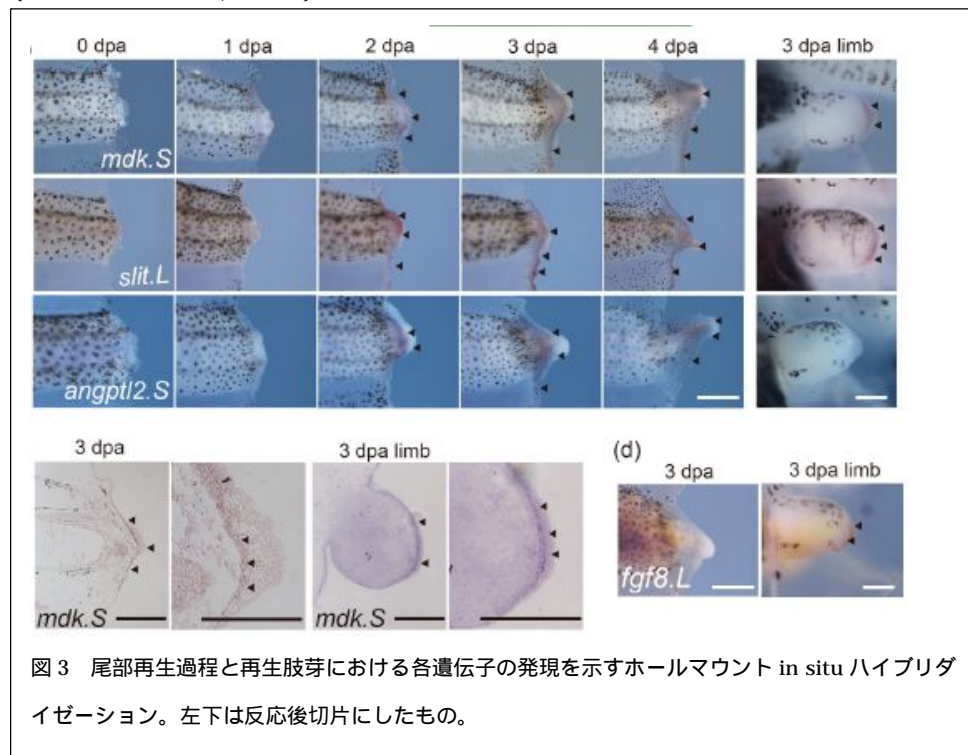 0 dpa 1 dpa 2 dpa 3 dpa 4 dpa 3 dpa limb
mdk.S
slit.L
angptl2.S
3 dpa 3 dpa limb
mdk.S mdk.S
(d)
3 dpa 3 dpa limb
fgf8.L
図 3 尾部再生過程と再生肢芽における各遺伝子の発現を示すホールマウント in situ ハイブリダ
イゼーション。左下は反応後切片にしたもの。